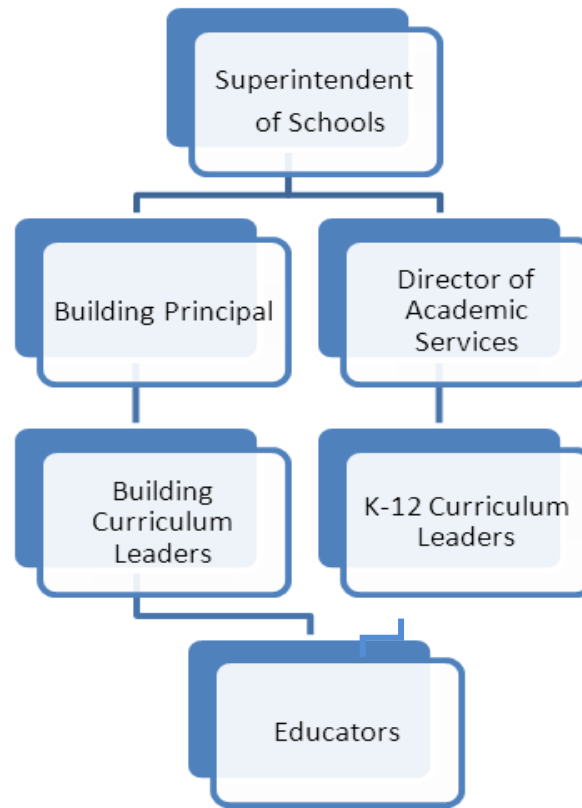 Superintendent
of Schools
Building Principal
Director of
Academic
Services
Building
Curriculum
Leaders
K-12 Curriculum
Leaders
Educators